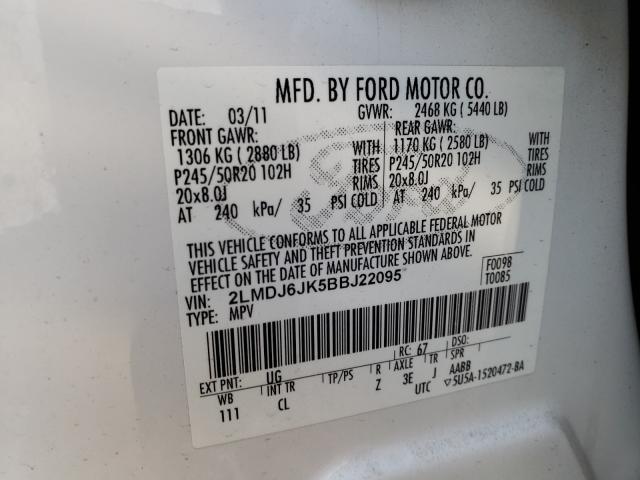 MFD. BY FORD MOTOR CO.
DATE: 03/11 GVWR: 2468 KG ( 5440 LB)
FRONT GAWR: REAR GAWR:
1306 KG ( 2880 LB) WITH 1170 KG ( 2580 LB) WITH
P245/50R20 102H TIRES P245/50R20 102H TIRES
20x8.0J RIMS 20x8.0J RIMS
AT 240 kPa/ 35 PSI COLD AT 240 kPa/ 35 PSI COLD
THIS VEHICLE CONFORMS TO ALL APPLICABLE FEDERAL MOTOR
VEHICLE SAFETY AND THEFT PREVENTION STANDARDS IN
EFFECT ON THE DATE OF MANUFACTURE SHOWN ABOVE.
VIN: 2LMDJ6JK5BBJ22095 F0098
TYPE: MPV T0085
RC: 67 DSO:
EXT PNT: UG
WB INT TR TP/PS R AXLE TR SPR
111 CL Z 3E J AABB
UTC ▽5U5A-1520472-BA
Ford